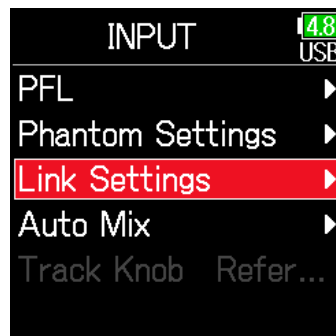 INPUT
4.8
USB
PFL
Phantom Settings
Link Settings
Auto Mix
Track Knob Refer...